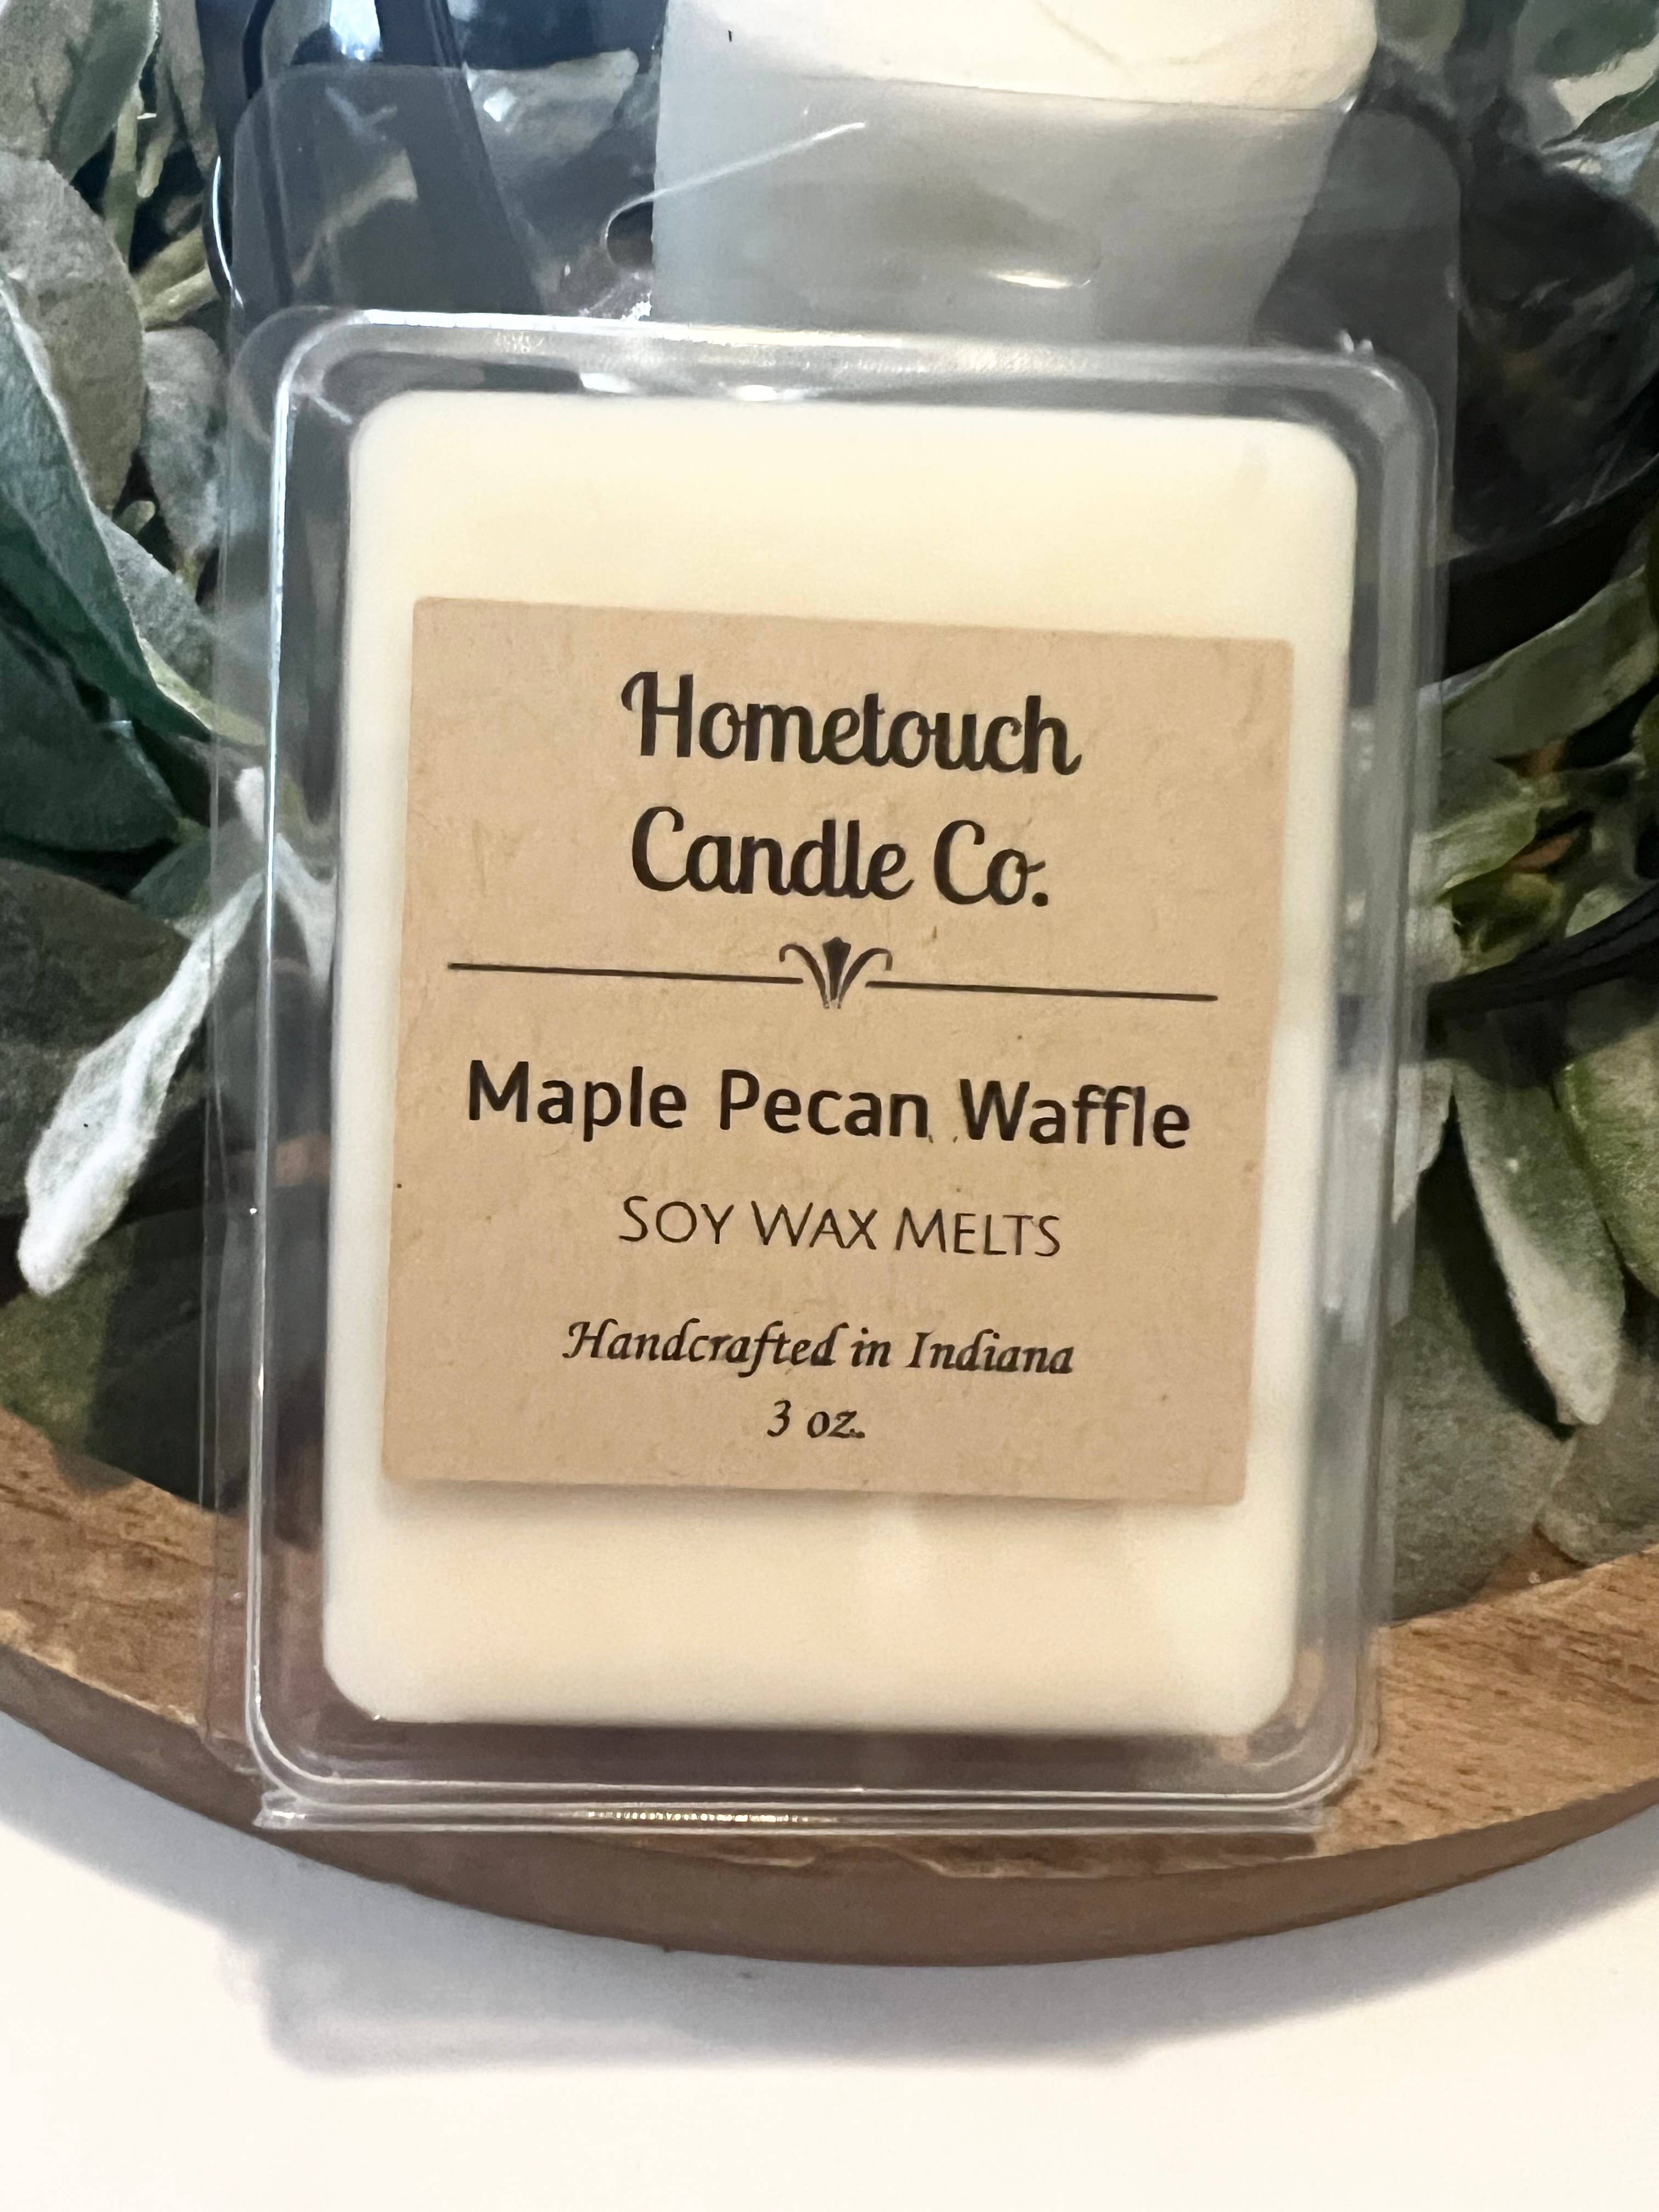 Hometouch
Candle Co.
Maple Pecan Waffle
SOY WAX MELTS
Handcrafted in Indiana
3 oz.